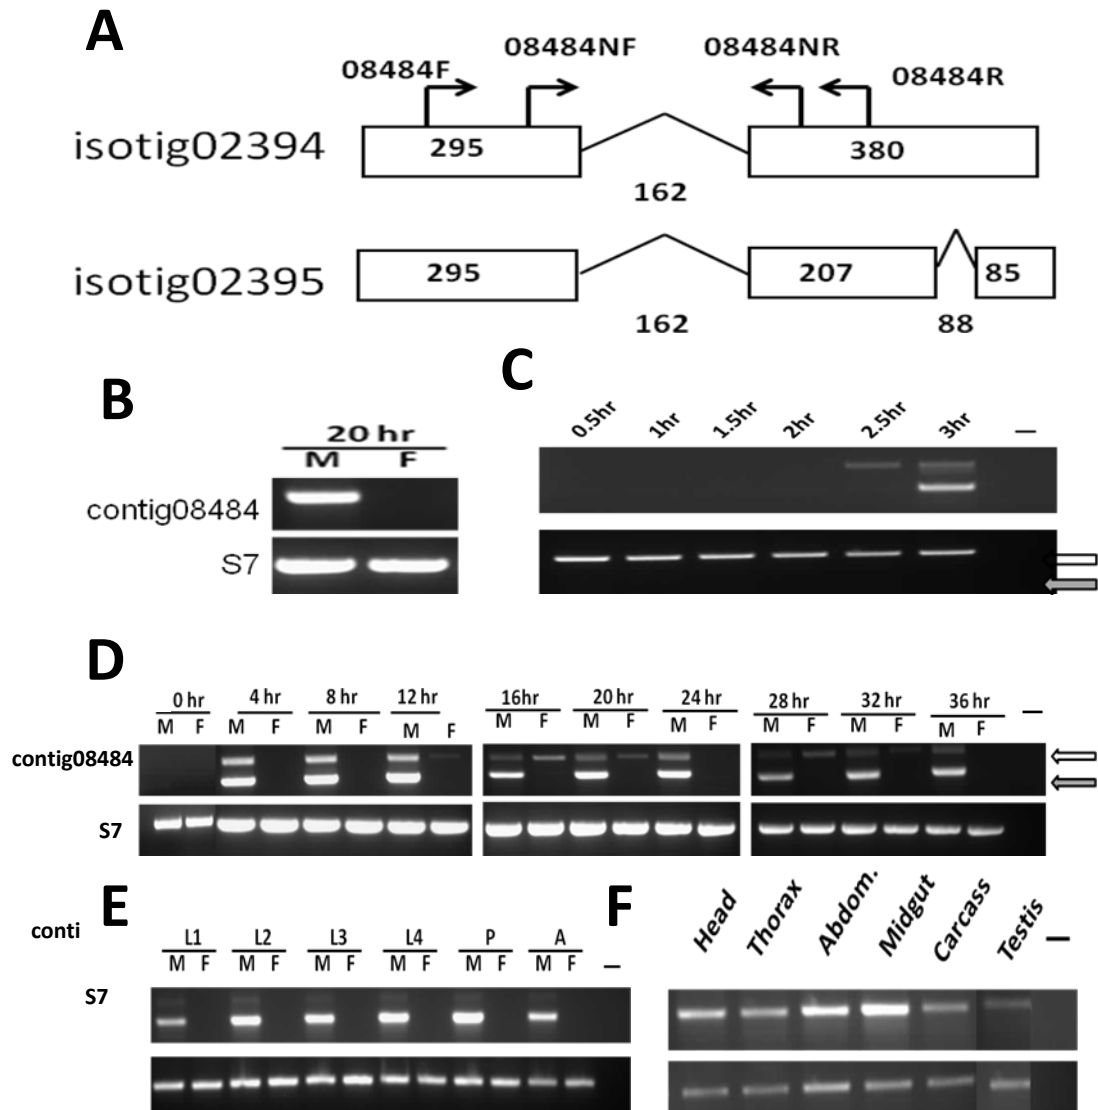 A
08484F 08484NF 08484NR 08484R
isotig02394 295 380
162
isotig02395 295 207 85
162 88
B
20 hr
M F
contig08484
S7
C
0.5hr 1hr 1.5hr 2hr 2.5hr 3hr —
D
0 hr 4 hr 8 hr 12 hr 16hr 20 hr 24 hr 28 hr 32 hr 36 hr —
M F M F M F M F M F M F M F M F M F M F
contig08484
S7
E
conti
L1 L2 L3 L4 P A
M F M F M F M F M F M F —
S7
F
Head Thorax Abdom. Midgut Carcass Testis —